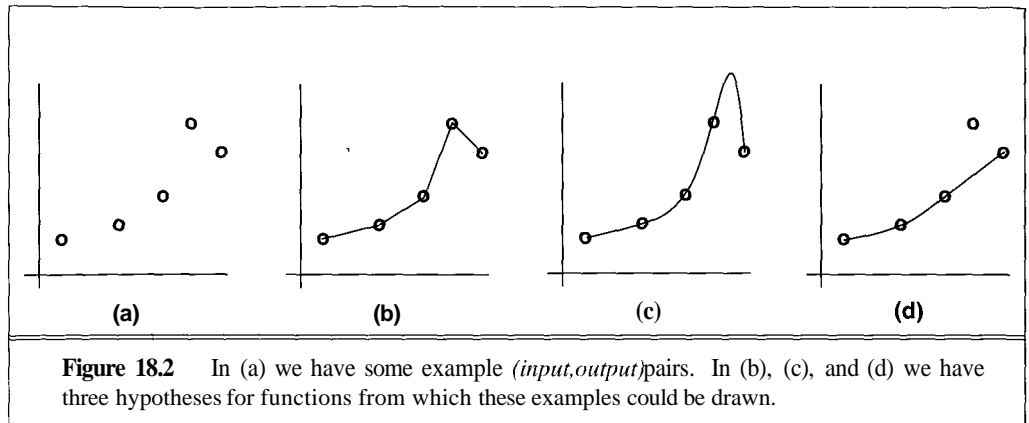 (a) (b) (c) (d)
Figure 18.2 In (a) we have some example (input,output)pairs. In (b), (c), and (d) we have
three hypotheses for functions from which these examples could be drawn.